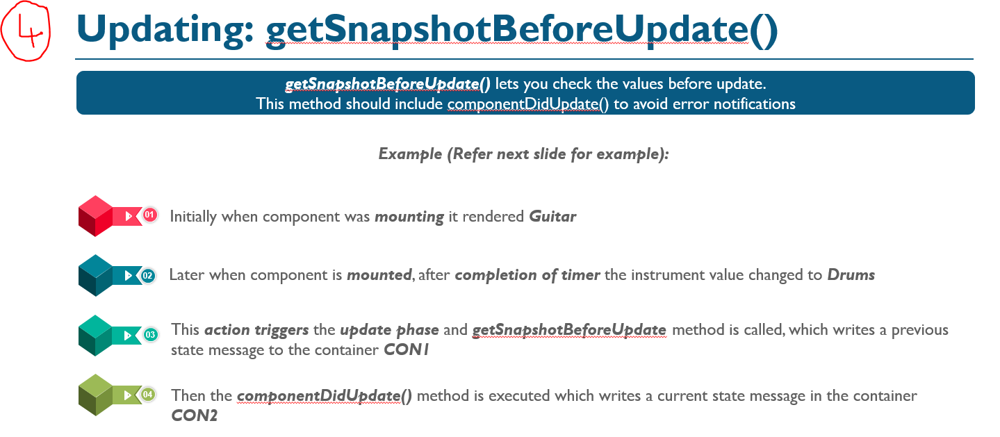 4
Updating: getSnapshotBeforeUpdate()
getSnapshotBeforeUpdate() lets you check the values before update.
This method should include componentDidUpdate() to avoid error notifications
Example (Refer next slide for example):
01 Initially when component was mounting it rendered Guitar
02 Later when component is mounted, after completion of timer the instrument value changed to Drums
03 This action triggers the update phase and getSnapshotBeforeUpdate method is called, which writes a previous
state message to the container CON1
04 Then the componentDidUpdate() method is executed which writes a current state message in the container
CON2